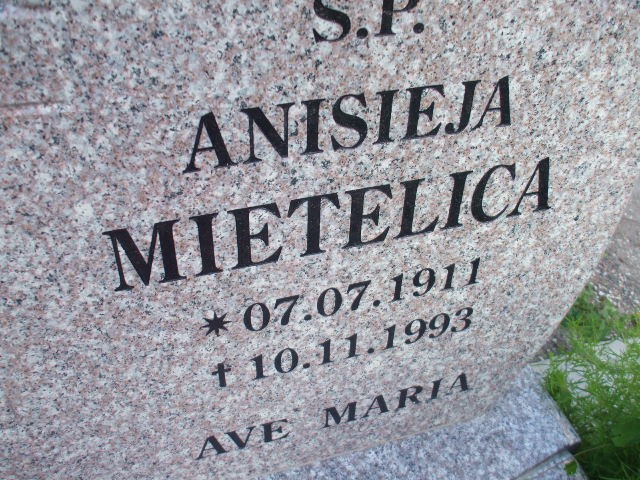 S.P.
ANISIEJA
MIETELICA
* 07.07.1911
† 10.11.1993
AVE MARIA